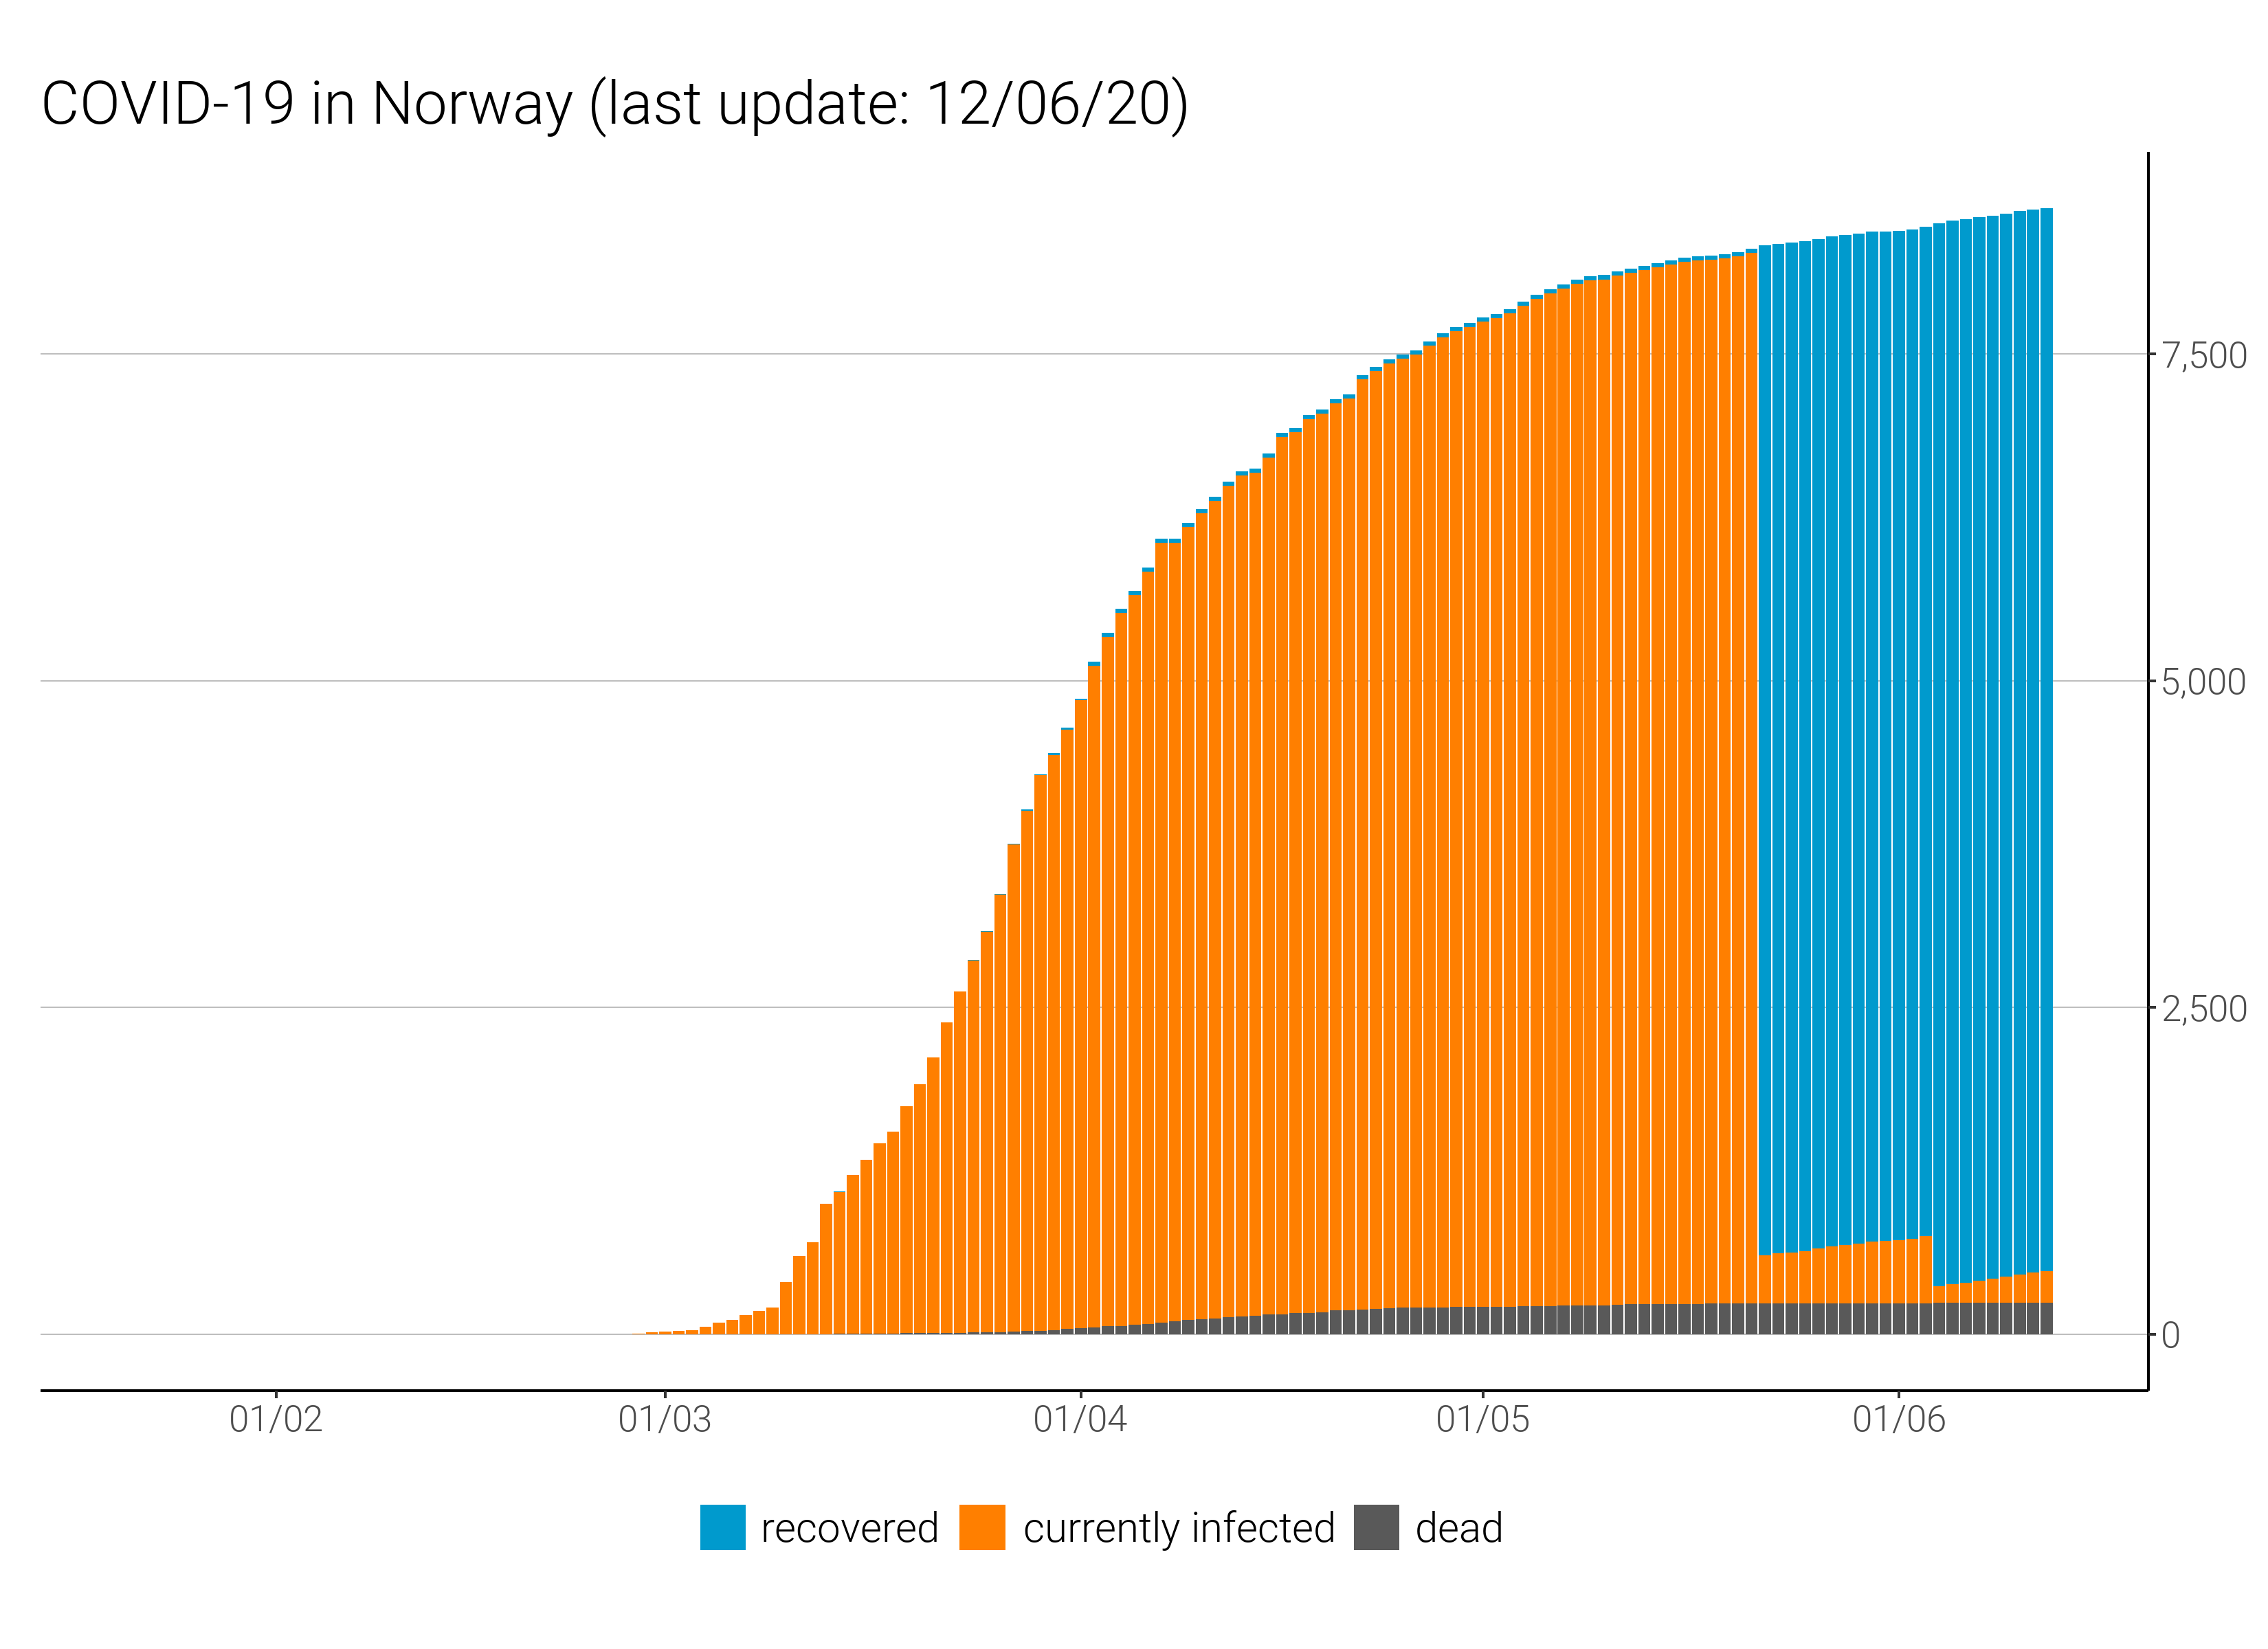 COVID-19 in Norway (last update: 12/06/20)
7,500
5,000
2,500
0
01/02 01/03 01/04 01/05 01/06
recovered currently infected dead